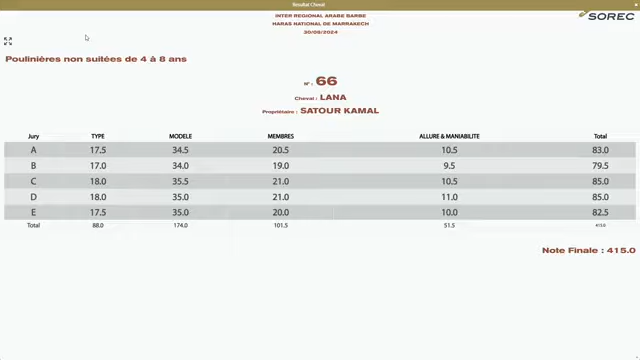 Resultat Cheval
INTER REGIONAL ARABE BARBE
HARAS NATIONAL DE MARRAKECH
30/09/2024
SOREC
Poulinières non suitées de 4 à 8 ans
N° : 66
Cheval : LANA
Propriétaire : SATOUR KAMAL
Jury TYPE MODELE MEMBRES ALLURE & MANIABILITE Total
A 17.5 34.5 20.5 10.5 83.0
B 17.0 34.0 19.0 9.5 79.5
C 18.0 35.5 21.0 10.5 85.0
D 18.0 35.0 21.0 11.0 85.0
E 17.5 35.0 20.0 10.0 82.5
Total 88.0 174.0 101.5 51.5 415.0
Note Finale : 415.0